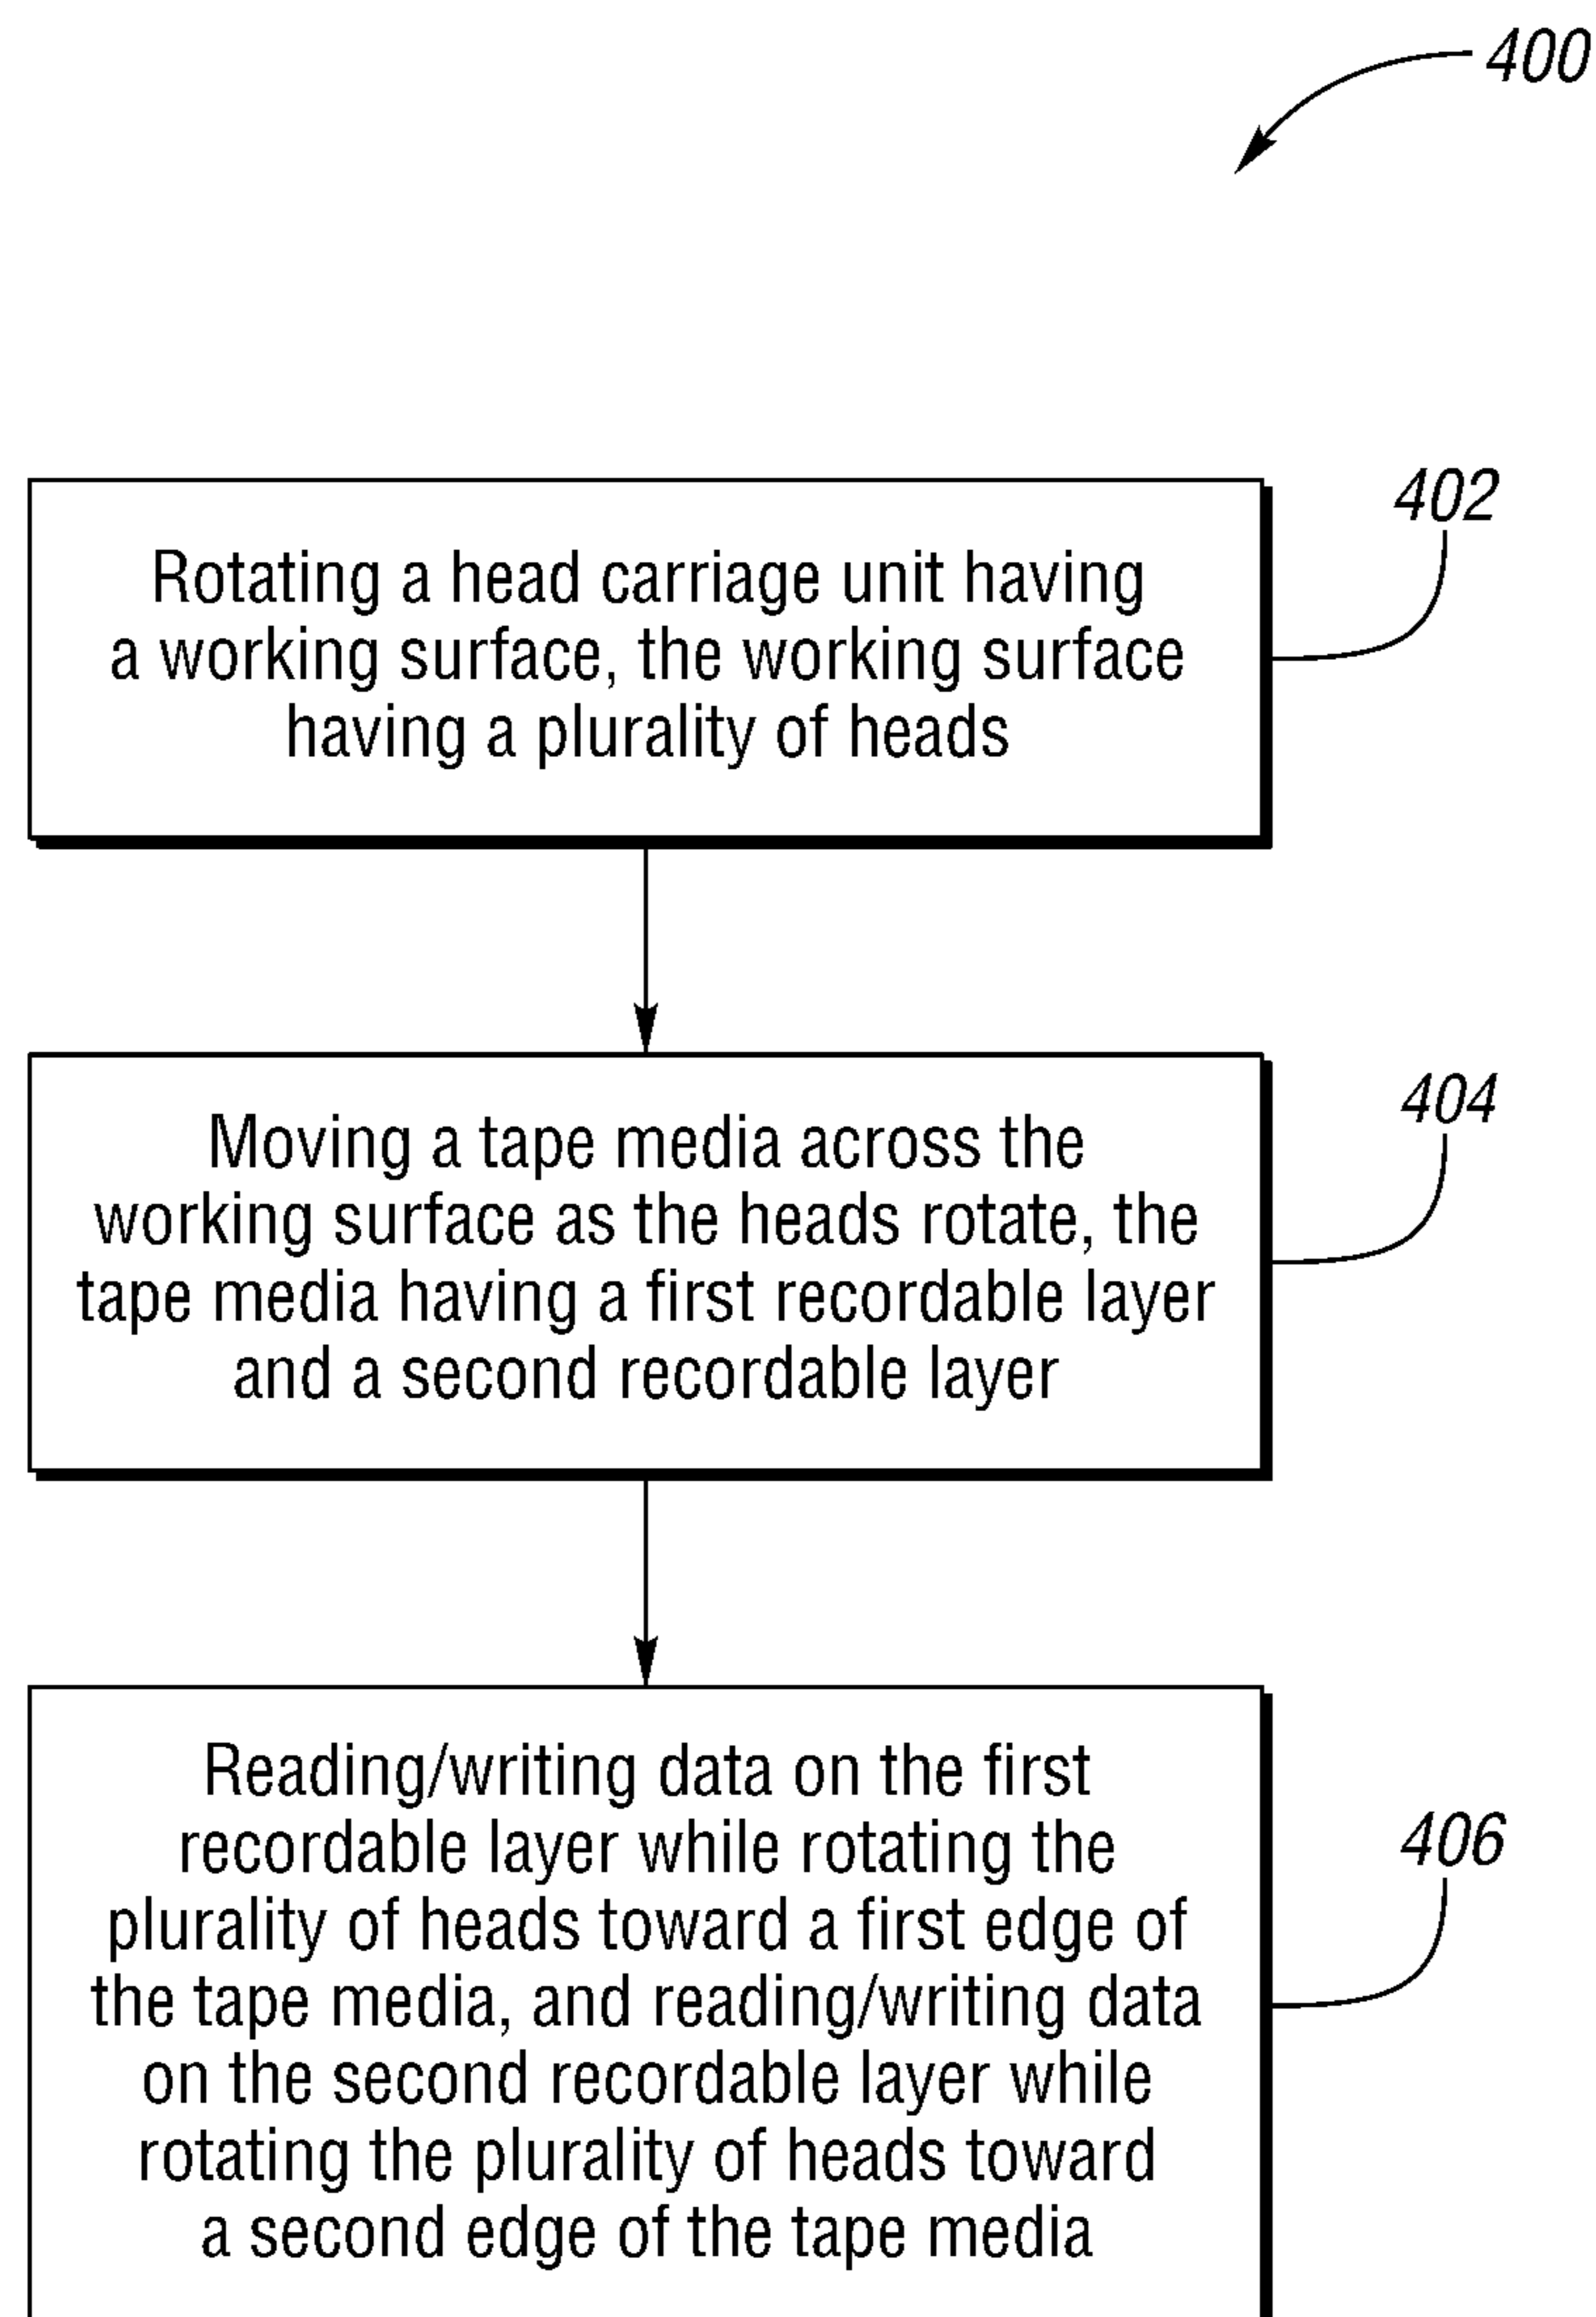 400
402
Rotating a head carriage unit having
a working surface, the working surface
having a plurality of heads
404
Moving a tape media across the
working surface as the heads rotate, the
tape media having a first recordable layer
and a second recordable layer
406
Reading/writing data on the first
recordable layer while rotating the
plurality of heads toward a first edge of
the tape media, and reading/writing data
on the second recordable layer while
rotating the plurality of heads toward
a second edge of the tape media